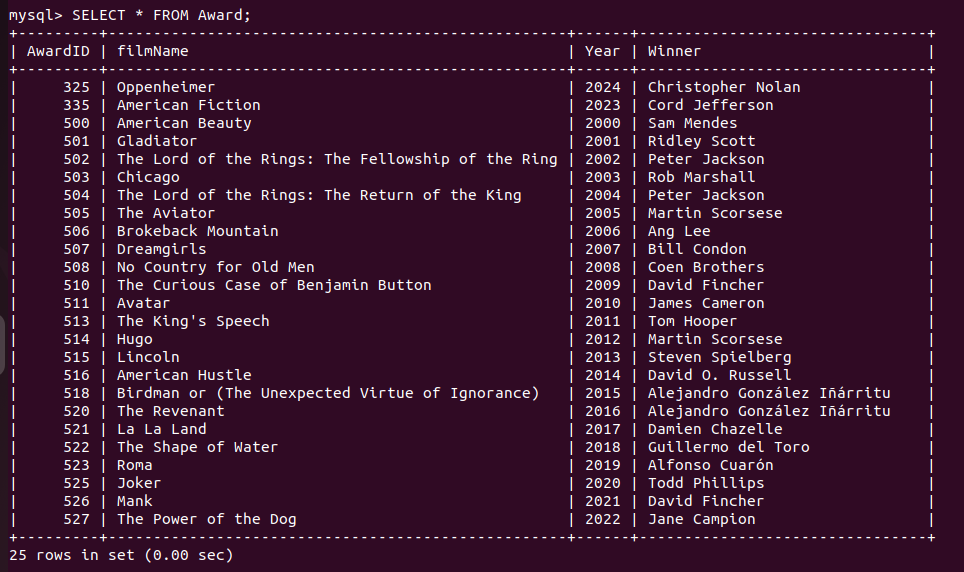 mysql> SELECT * FROM Award;
+---------+---------------------------------------------------+------+--------------------------------+
| AwardID | filmName                                          | Year | Winner                         |
+---------+---------------------------------------------------+------+--------------------------------+
|     325 | Oppenheimer                                       | 2024 | Christopher Nolan              |
|     335 | American Fiction                                  | 2023 | Cord Jefferson                 |
|     500 | American Beauty                                   | 2000 | Sam Mendes                     |
|     501 | Gladiator                                         | 2001 | Ridley Scott                   |
|     502 | The Lord of the Rings: The Fellowship of the Ring | 2002 | Peter Jackson                  |
|     503 | Chicago                                           | 2003 | Rob Marshall                   |
|     504 | The Lord of the Rings: The Return of the King     | 2004 | Peter Jackson                  |
|     505 | The Aviator                                       | 2005 | Martin Scorsese                |
|     506 | Brokeback Mountain                                | 2006 | Ang Lee                        |
|     507 | Dreamgirls                                        | 2007 | Bill Condon                    |
|     508 | No Country for Old Men                            | 2008 | Coen Brothers                  |
|     510 | The Curious Case of Benjamin Button               | 2009 | David Fincher                  |
|     511 | Avatar                                            | 2010 | James Cameron                  |
|     513 | The King's Speech                                 | 2011 | Tom Hooper                     |
|     514 | Hugo                                              | 2012 | Martin Scorsese                |
|     515 | Lincoln                                           | 2013 | Steven Spielberg               |
|     516 | American Hustle                                   | 2014 | David O. Russell               |
|     518 | Birdman or (The Unexpected Virtue of Ignorance)   | 2015 | Alejandro González Iñárritu    |
|     520 | The Revenant                                      | 2016 | Alejandro González Iñárritu    |
|     521 | La La Land                                        | 2017 | Damien Chazelle                |
|     522 | The Shape of Water                                | 2018 | Guillermo del Toro             |
|     523 | Roma                                              | 2019 | Alfonso Cuarón                 |
|     525 | Joker                                             | 2020 | Todd Phillips                  |
|     526 | Mank                                              | 2021 | David Fincher                  |
|     527 | The Power of the Dog                              | 2022 | Jane Campion                   |
+---------+---------------------------------------------------+------+--------------------------------+
25 rows in set (0.00 sec)